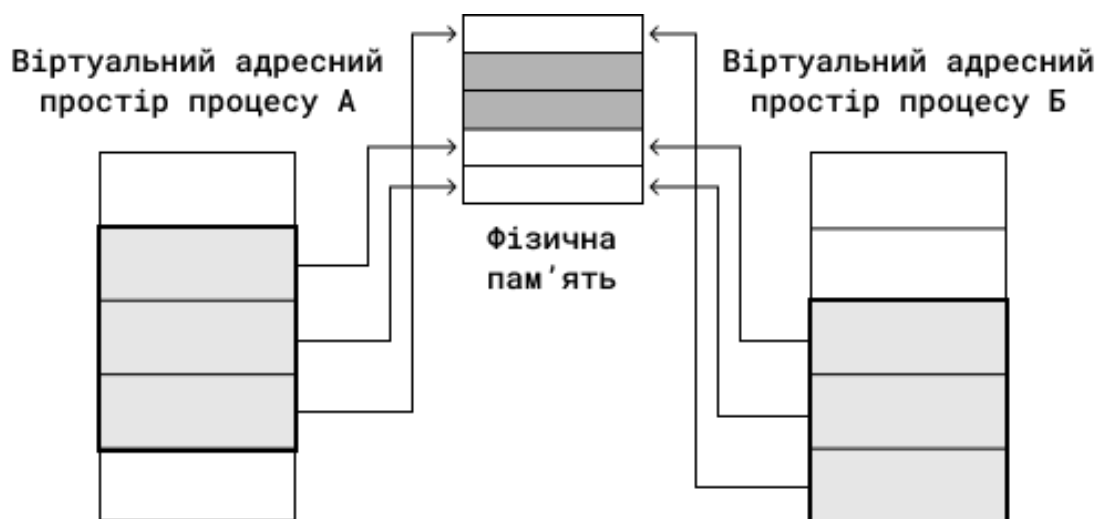 Віртуальний адресний
простір процесу А
Фізична
пам'ять
Віртуальний адресний
простір процесу Б